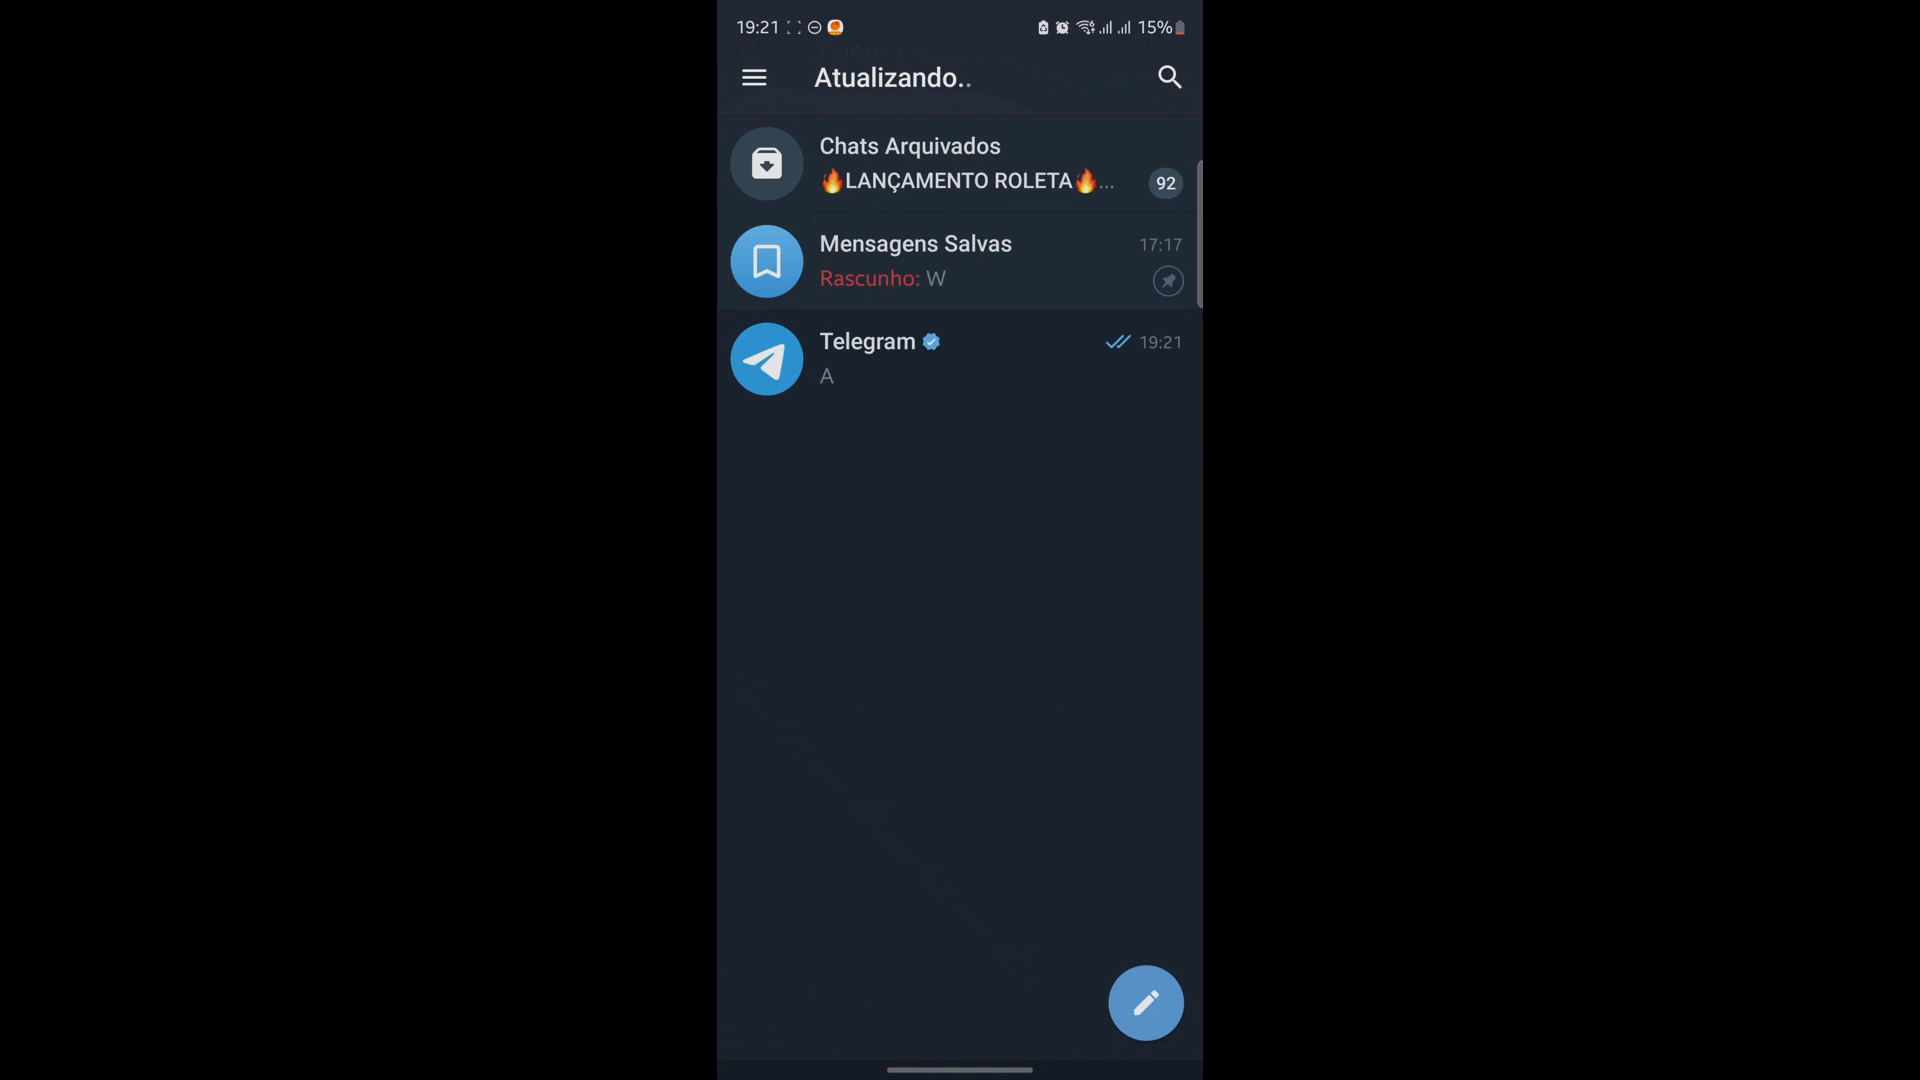 19:21 15%
Atualizando..
Chats Arquivados
🔥LANÇAMENTO ROLETA🔥... 92
Mensagens Salvas 17:17
Rascunho: W
Telegram 19:21
A